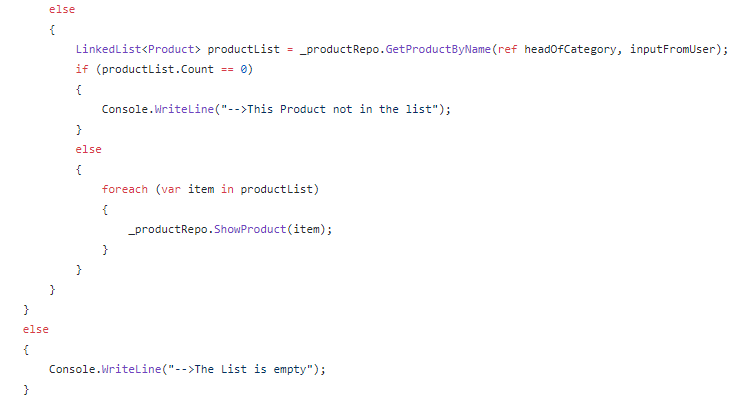 else
{
LinkedList<Product> productList = _productRepo.GetProductByName(ref headOfCategory, inputFromUser);
if (productList.Count == 0)
{
Console.WriteLine("-->This Product not in the list");
}
else
{
foreach (var item in productList)
{
_productRepo.ShowProduct(item);
}
}
}
}
else
{
Console.WriteLine("-->The List is empty");
}